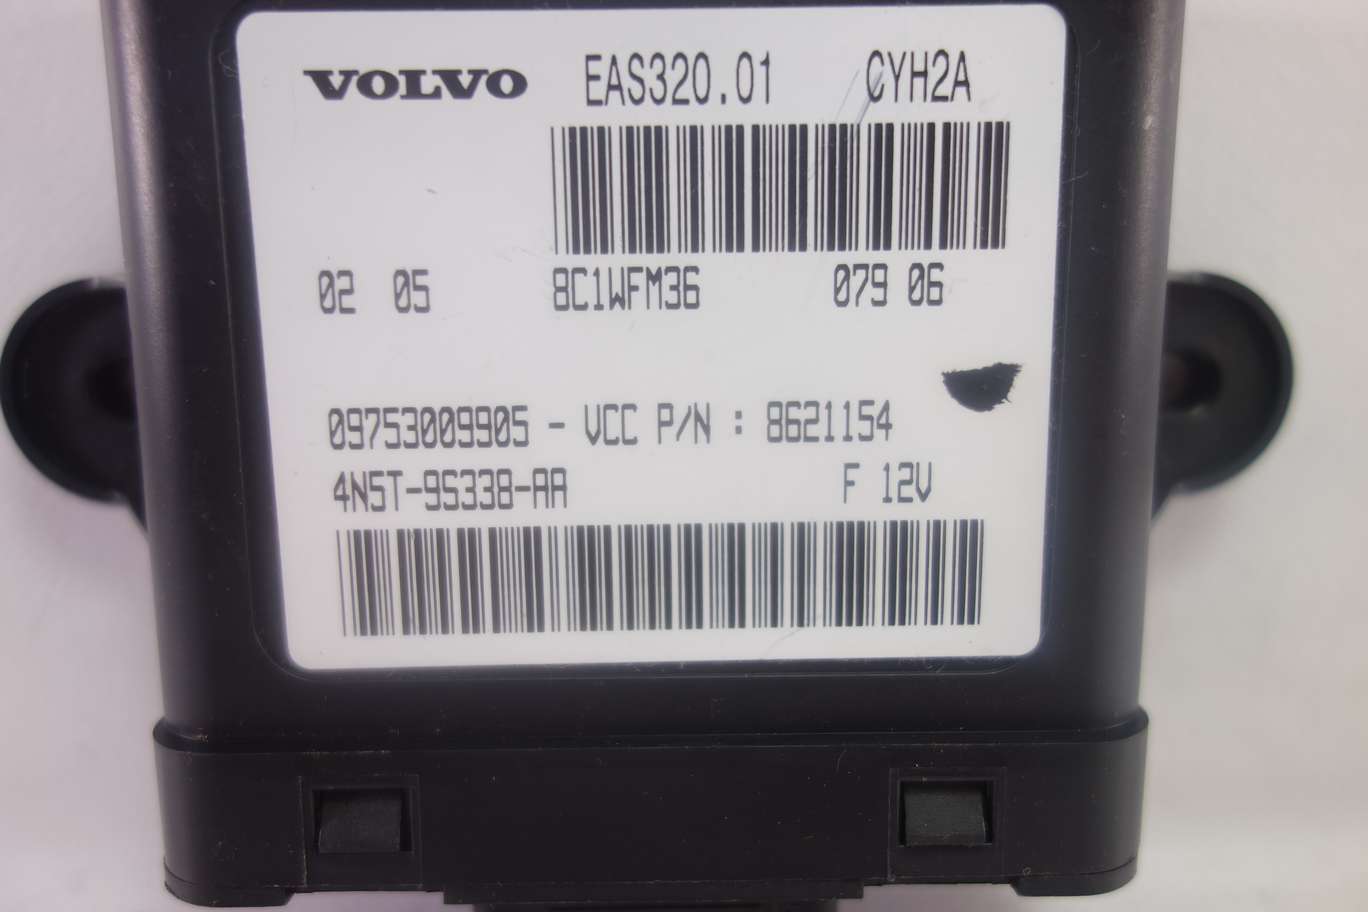 VOLVO EAS320.01 CYH2A
02 05 8C1WFM36 079 06
09753009905 - VCC P/N : 8621154
4N5T-9S338-AA F 12V